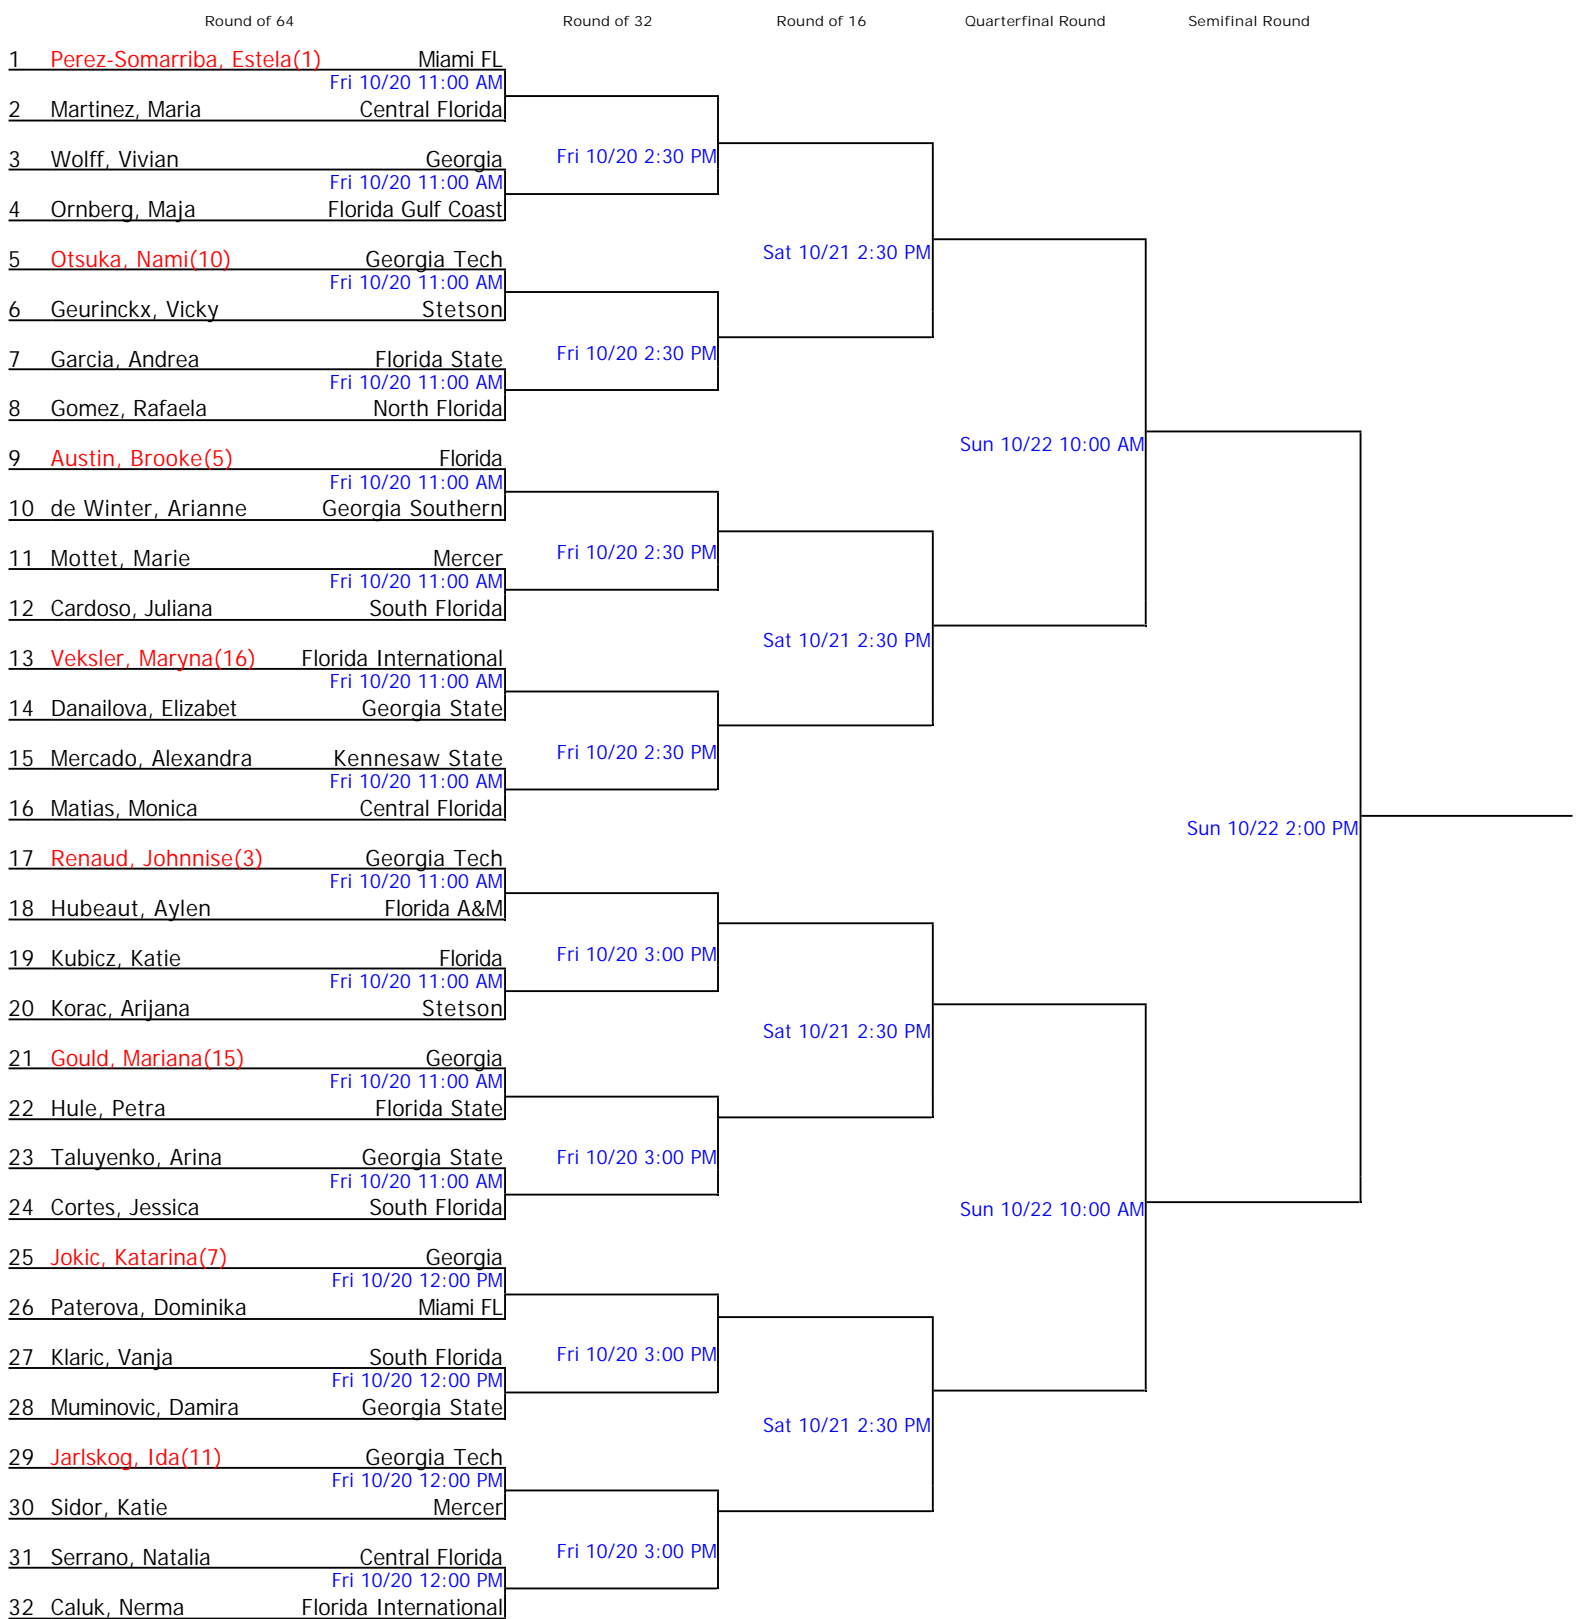 Round of 64 Round of 32 Round of 16 Quarterfinal Round Semifinal Round
1 Perez-Somarriba, Estela(1) Miami FL
Fri 10/20 11:00 AM
2 Martinez, Maria Central Florida
3 Wolff, Vivian Georgia Fri 10/20 2:30 PM
Fri 10/20 11:00 AM
4 Ornberg, Maja Florida Gulf Coast
5 Otsuka, Nami(10) Georgia Tech Sat 10/21 2:30 PM
Fri 10/20 11:00 AM
6 Geurinckx, Vicky Stetson
7 Garcia, Andrea Florida State Fri 10/20 2:30 PM
Fri 10/20 11:00 AM
8 Gomez, Rafaela North Florida
Sun 10/22 10:00 AM
9 Austin, Brooke(5) Florida
Fri 10/20 11:00 AM
10 de Winter, Arianne Georgia Southern
11 Mottet, Marie Mercer Fri 10/20 2:30 PM
Fri 10/20 11:00 AM
12 Cardoso, Juliana South Florida
Sat 10/21 2:30 PM
13 Veksler, Maryna(16) Florida International
Fri 10/20 11:00 AM
14 Danailova, Elizabet Georgia State
15 Mercado, Alexandra Kennesaw State Fri 10/20 2:30 PM
Fri 10/20 11:00 AM
16 Matias, Monica Central Florida
Sun 10/22 2:00 PM
17 Renaud, Johnnise(3) Georgia Tech
Fri 10/20 11:00 AM
18 Hubeaut, Aylen Florida A&M
19 Kubicz, Katie Florida Fri 10/20 3:00 PM
Fri 10/20 11:00 AM
20 Korac, Arijana Stetson
Sat 10/21 2:30 PM
21 Gould, Mariana(15) Georgia
Fri 10/20 11:00 AM
22 Hule, Petra Florida State
23 Taluyenko, Arina Georgia State Fri 10/20 3:00 PM
Fri 10/20 11:00 AM
24 Cortes, Jessica South Florida Sun 10/22 10:00 AM
25 Jokic, Katarina(7) Georgia
Fri 10/20 12:00 PM
26 Paterova, Dominika Miami FL
27 Klaric, Vanja South Florida Fri 10/20 3:00 PM
Fri 10/20 12:00 PM
28 Muminovic, Damira Georgia State
Sat 10/21 2:30 PM
29 Jarlskog, Ida(11) Georgia Tech
Fri 10/20 12:00 PM
30 Sidor, Katie Mercer
31 Serrano, Natalia Central Florida Fri 10/20 3:00 PM
Fri 10/20 12:00 PM
32 Caluk, Nerma Florida International